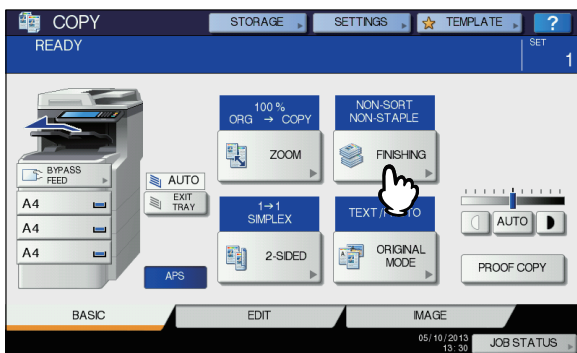 COPY
STORAGE
SETTINGS
TEMPLATE
?
READY
SET
1
100 %
ORG → COPY
NON-SORT
NON-STAPLE
ZOOM
FINISHING
BYPASS
FEED
AUTO
EXIT
TRAY
A4
A4
A4
A4
1→1
SIMPLEX
TEXT /
TO
2-SIDED
ORIGINAL
MODE
AUTO
APS
PROOF COPY
BASIC
EDIT
IMAGE
05/10/2013
13:30
JOB STATUS